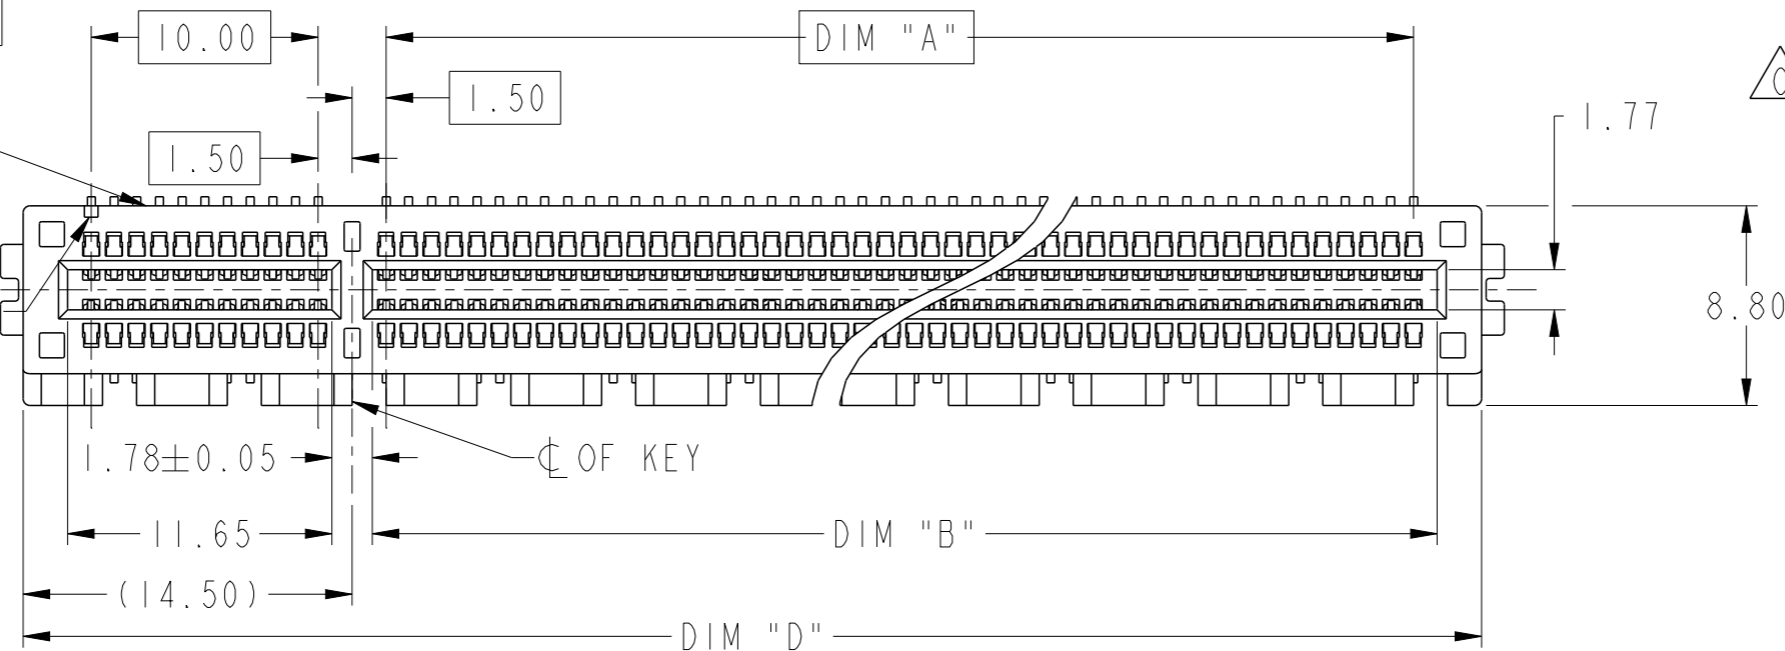 10.00
DIM "A"
1.50
1.50
1.77
8.80
1.78±0.05
℄ OF KEY
11.65
DIM "B"
(14.50)
DIM "D"